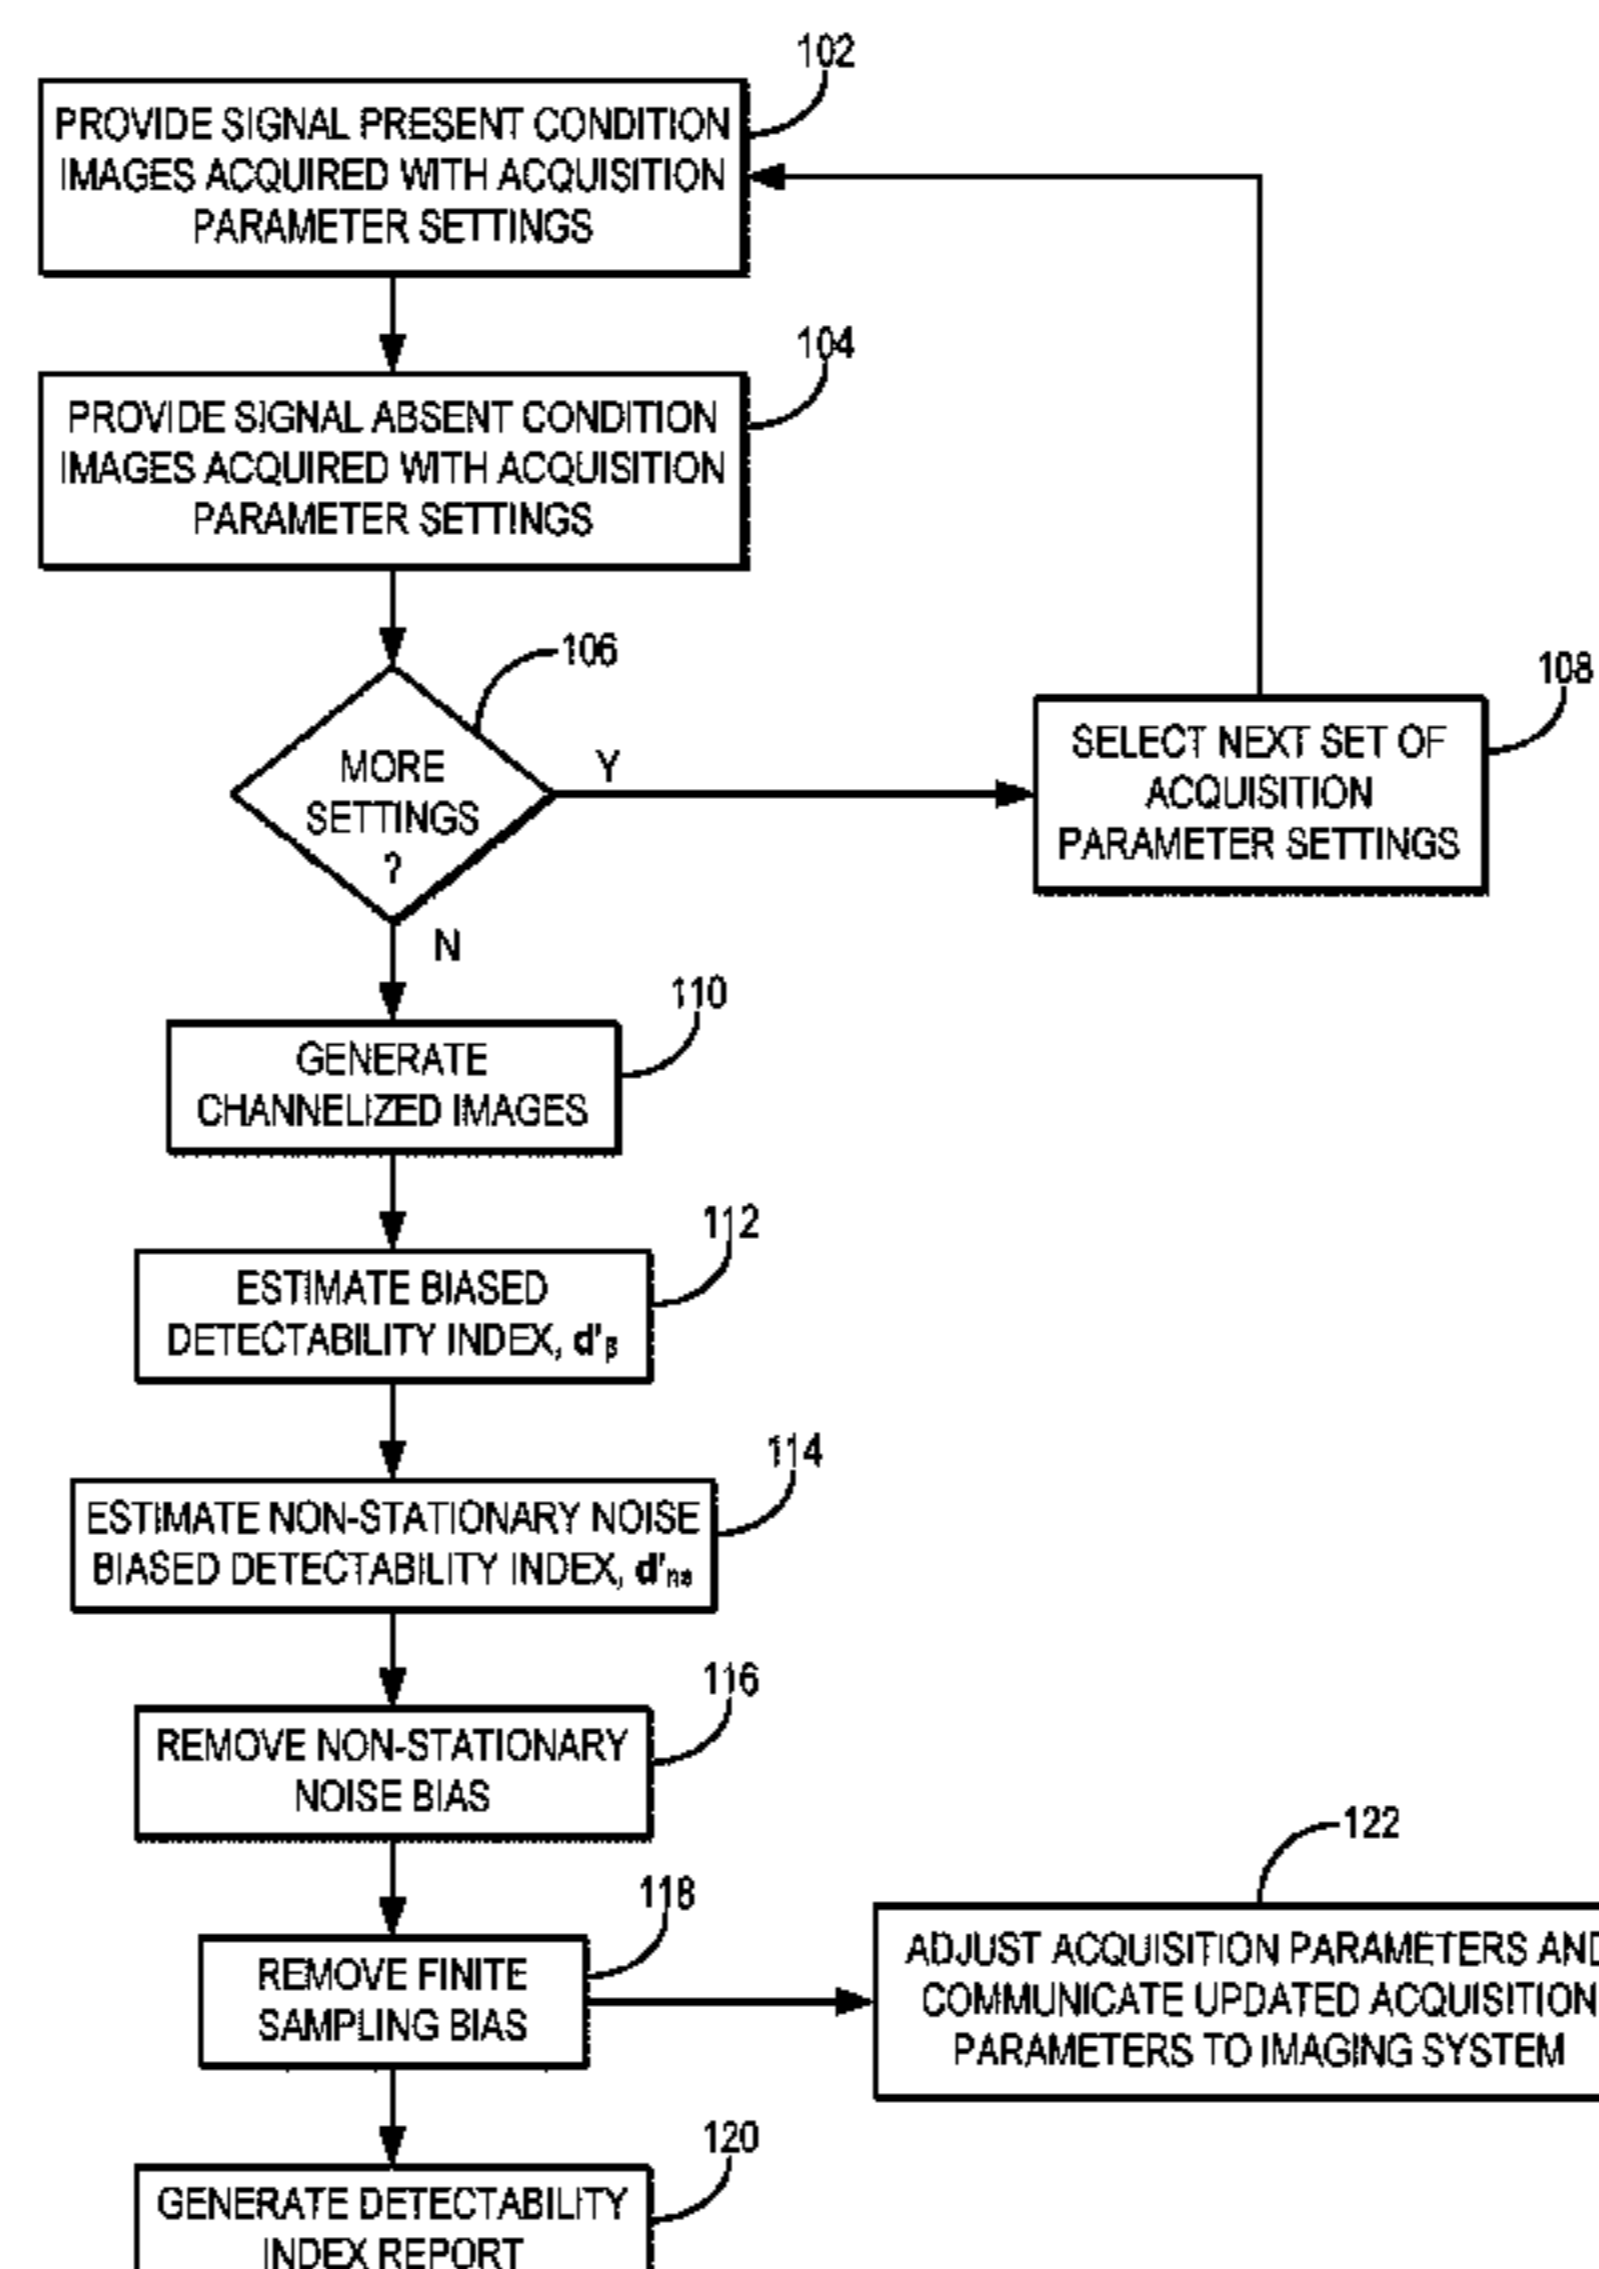 102
PROVIDE SIGNAL PRESENT CONDITION
IMAGES ACQUIRED WITH ACQUISITION
PARAMETER SETTINGS
104
PROVIDE SIGNAL ABSENT CONDITION
IMAGES ACQUIRED WITH ACQUISITION
PARAMETER SETTINGS
106
MORE
SETTINGS
?
Y
N
108
SELECT NEXT SET OF
ACQUISITION
PARAMETER SETTINGS
110
GENERATE
CHANNELIZED IMAGES
112
ESTIMATE BIASED
DETECTABILITY INDEX, d'β
114
ESTIMATE NON-STATIONARY NOISE
BIASED DETECTABILITY INDEX, d'ns
116
REMOVE NON-STATIONARY
NOISE BIAS
118
REMOVE FINITE
SAMPLING BIAS
122
ADJUST ACQUISITION PARAMETERS AND
COMMUNICATE UPDATED ACQUISITION
PARAMETERS TO IMAGING SYSTEM
120
GENERATE DETECTABILITY
INDEX REPORT